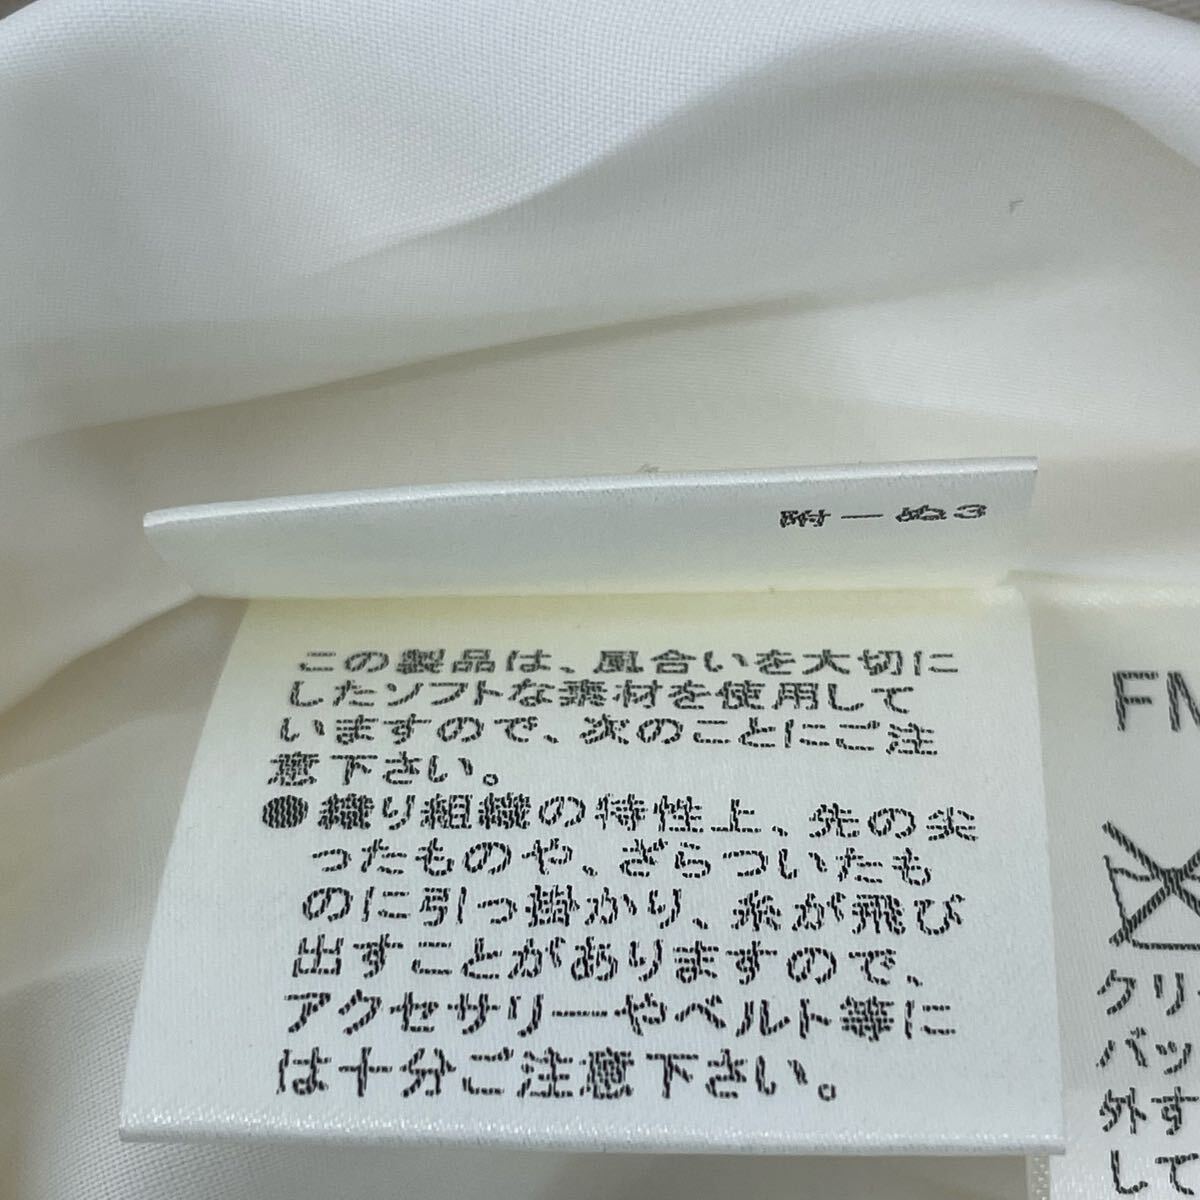 附ーぬ3
この製品は、風合いを大切に
したソフトな素材を使用して
いますので、次のことにご注
意下さい。
●織り組織の特性上、先の尖
ったものや、ざらついたも
のに引っ掛かり、糸が飛び
出すことがありますので、
アクセサリーやベルト等に
は十分ご注意下さい。
クリ
バッ
外す
して